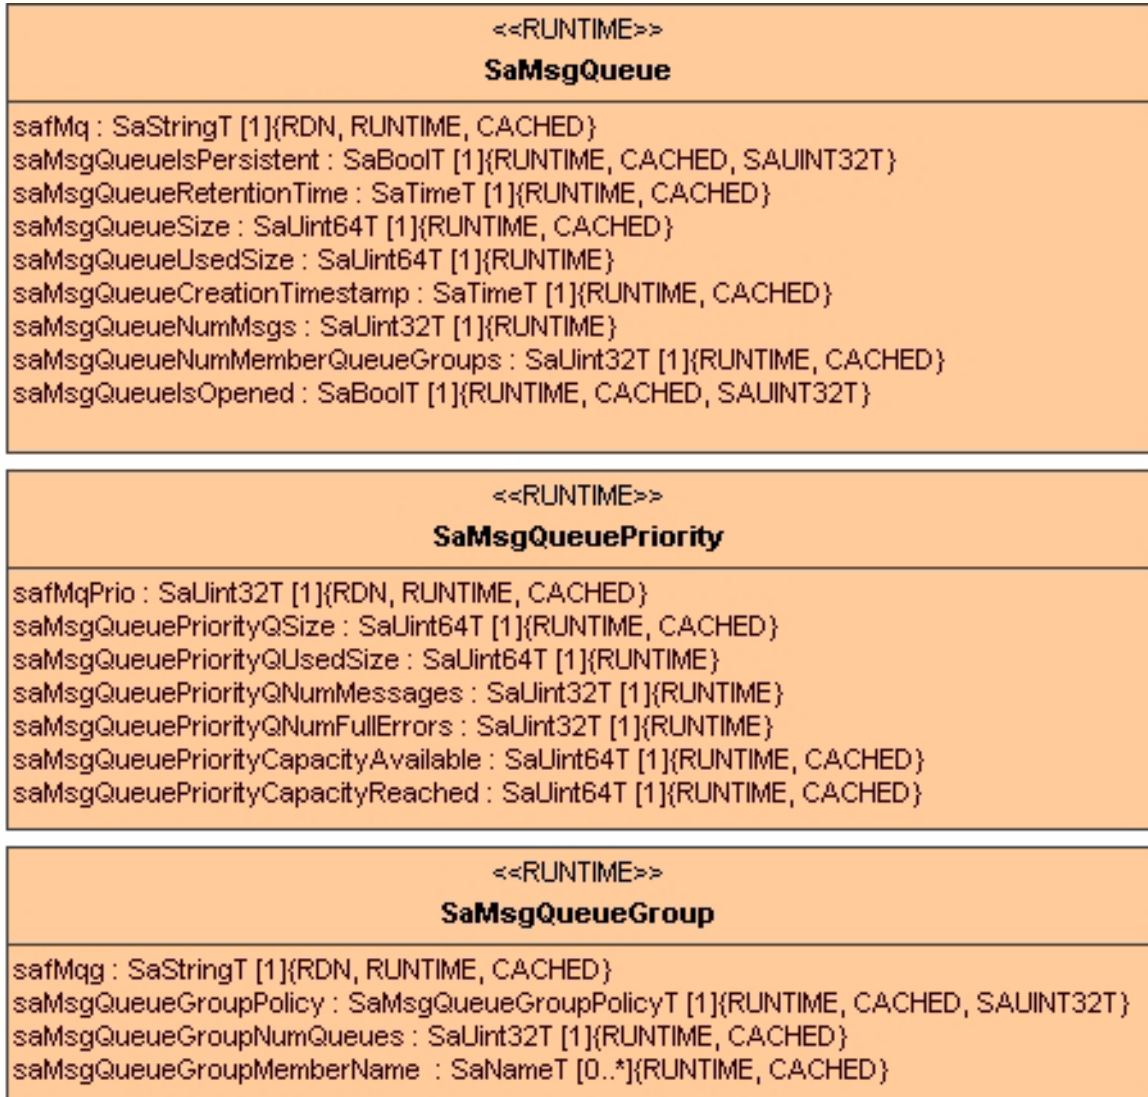 <<RUNTIME>>
SaMsgQueue
safMq : SaStringT [1]{RDN, RUNTIME, CACHED}
saMsgQueueIsPersistent : SaBoolT [1]{RUNTIME, CACHED, SAUINT32T}
saMsgQueueRetentionTime : SaTimeT [1]{RUNTIME, CACHED}
saMsgQueueSize : SaUint64T [1]{RUNTIME, CACHED}
saMsgQueueUsedSize : SaUint64T [1]{RUNTIME}
saMsgQueueCreationTimestamp : SaTimeT [1]{RUNTIME, CACHED}
saMsgQueueNumMsgs : SaUint32T [1]{RUNTIME}
saMsgQueueNumMemberQueueGroups : SaUint32T [1]{RUNTIME, CACHED}
saMsgQueueIsOpened : SaBoolT [1]{RUNTIME, CACHED, SAUINT32T}
<<RUNTIME>>
SaMsgQueuePriority
safMqPrio : SaUint32T [1]{RDN, RUNTIME, CACHED}
saMsgQueuePriorityQSize : SaUint64T [1]{RUNTIME, CACHED}
saMsgQueuePriorityQUsedSize : SaUint64T [1]{RUNTIME}
saMsgQueuePriorityQNumMessages : SaUint32T [1]{RUNTIME}
saMsgQueuePriorityQNumFullErrors : SaUint32T [1]{RUNTIME}
saMsgQueuePriorityCapacityAvailable : SaUint64T [1]{RUNTIME, CACHED}
saMsgQueuePriorityCapacityReached : SaUint64T [1]{RUNTIME, CACHED}
<<RUNTIME>>
SaMsgQueueGroup
safMqg : SaStringT [1]{RDN, RUNTIME, CACHED}
saMsgQueueGroupPolicy : SaMsgQueueGroupPolicyT [1]{RUNTIME, CACHED, SAUINT32T}
saMsgQueueGroupNumQueues : SaUint32T [1]{RUNTIME, CACHED}
saMsgQueueGroupMemberName : SaNameT [0..*]{RUNTIME, CACHED}